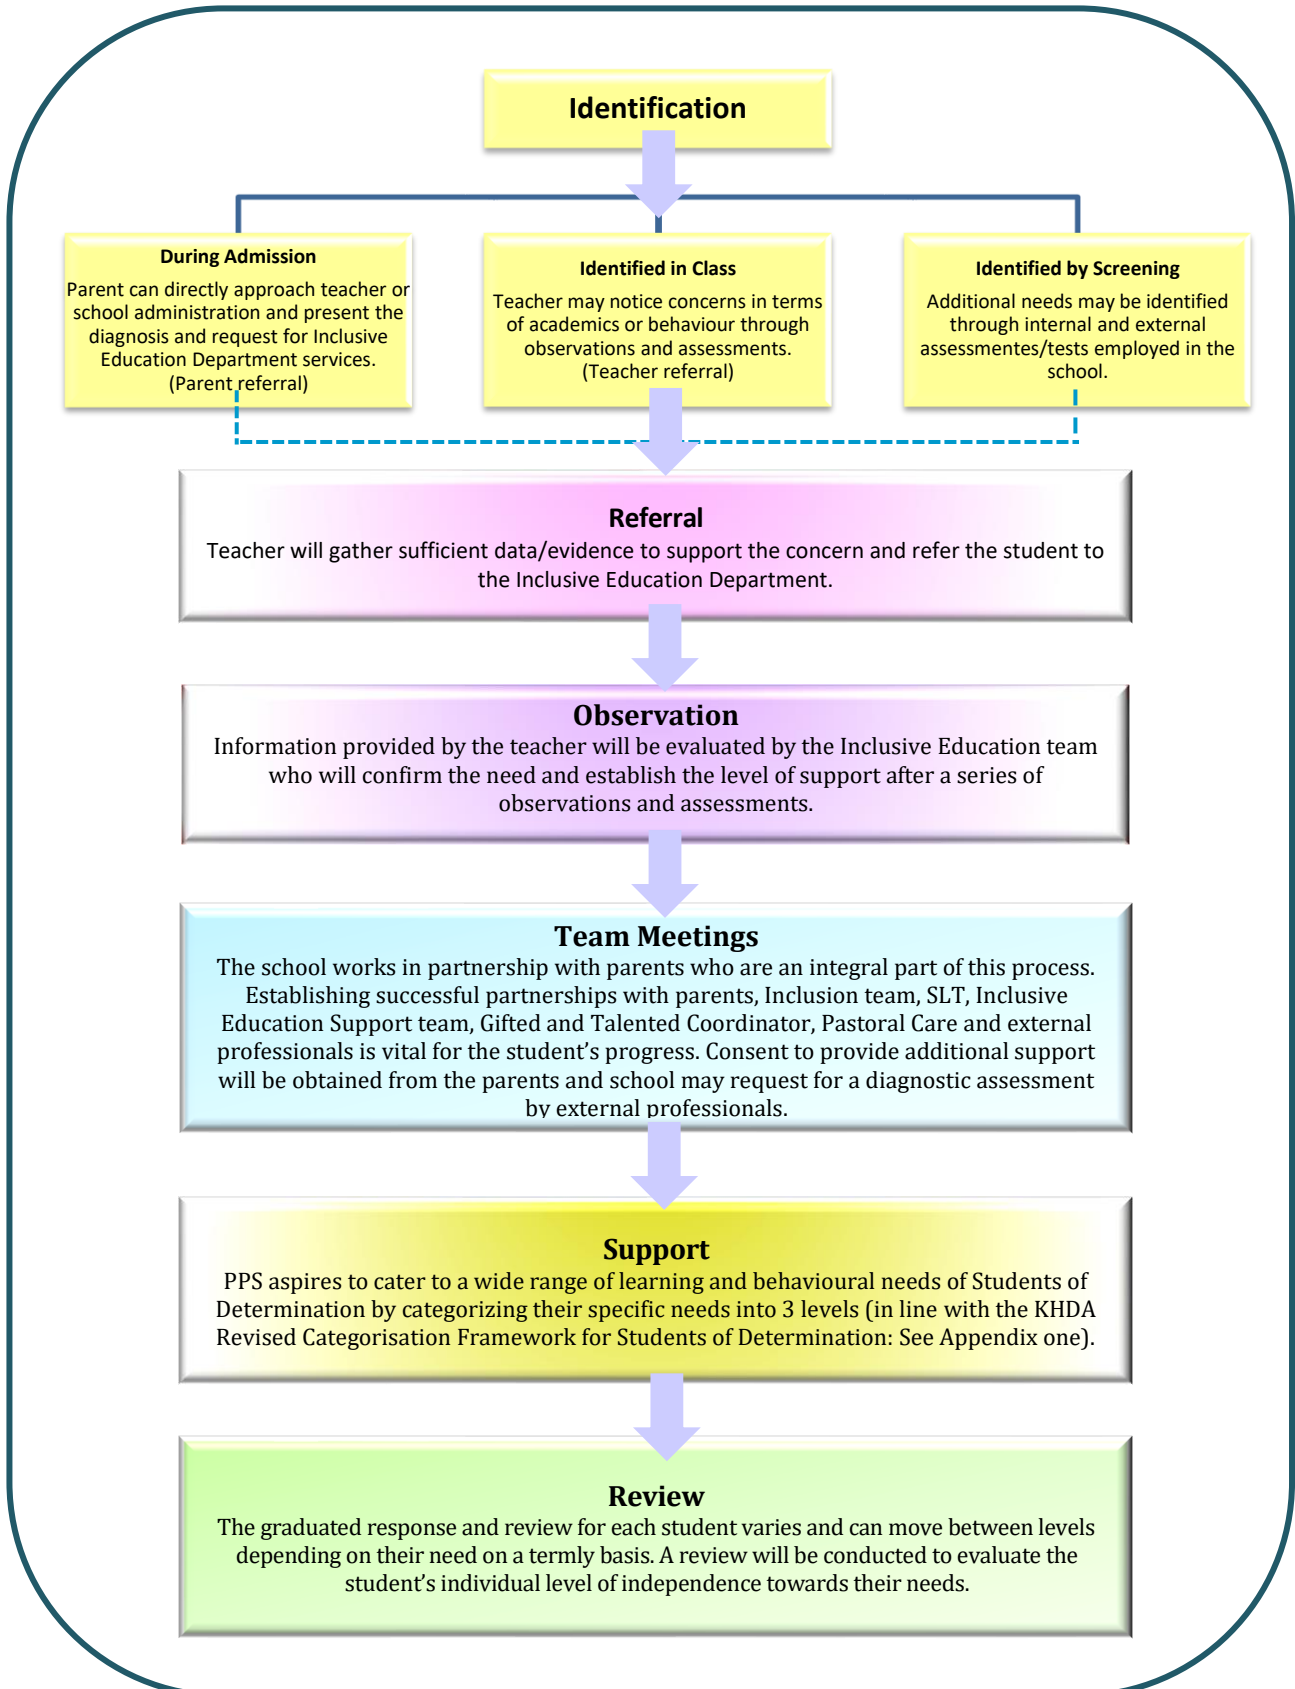 Identification
During Admission
Parent can directly approach teacher or
school administration and present the
diagnosis and request for Inclusive
Education Department services.
(Parent referral)
Identified in Class
Teacher may notice concerns in terms
of academics or behaviour through
observations and assessments.
(Teacher referral)
Identified by Screening
Additional needs may be identified
through internal and external
assessmentes/tests employed in the
school.
Referral
Teacher will gather sufficient data/evidence to support the concern and refer the student to
the Inclusive Education Department.
Observation
Information provided by the teacher will be evaluated by the Inclusive Education team
who will confirm the need and establish the level of support after a series of
observations and assessments.
Team Meetings
The school works in partnership with parents who are an integral part of this process.
Establishing successful partnerships with parents, Inclusion team, SLT, Inclusive
Education Support team, Gifted and Talented Coordinator, Pastoral Care and external
professionals is vital for the student’s progress. Consent to provide additional support
will be obtained from the parents and school may request for a diagnostic assessment
by external professionals.
Support
PPS aspires to cater to a wide range of learning and behavioural needs of Students of
Determination by categorizing their specific needs into 3 levels (in line with the KHDA
Revised Categorisation Framework for Students of Determination: See Appendix one).
Review
The graduated response and review for each student varies and can move between levels
depending on their need on a termly basis. A review will be conducted to evaluate the
student’s individual level of independence towards their needs.